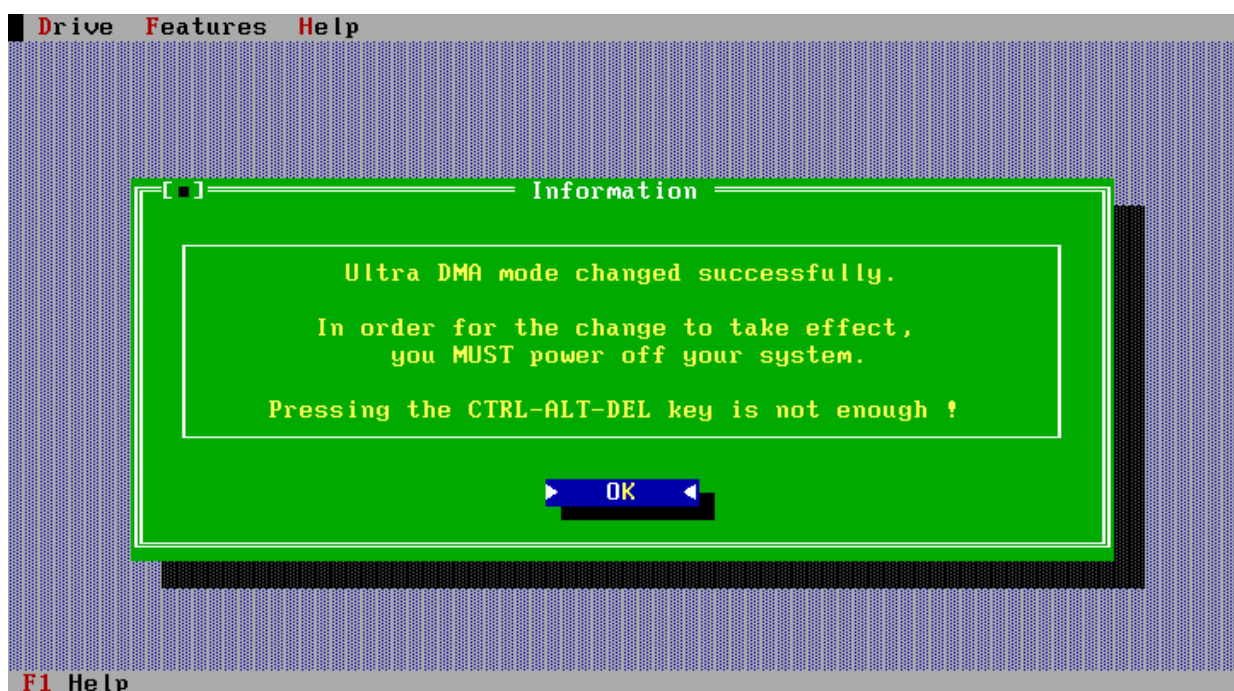 Drive Features Help
[■] Information
Ultra DMA mode changed successfully.
In order for the change to take effect,
you MUST power off your system.
Pressing the CTRL-ALT-DEL key is not enough !
OK
F1 Help